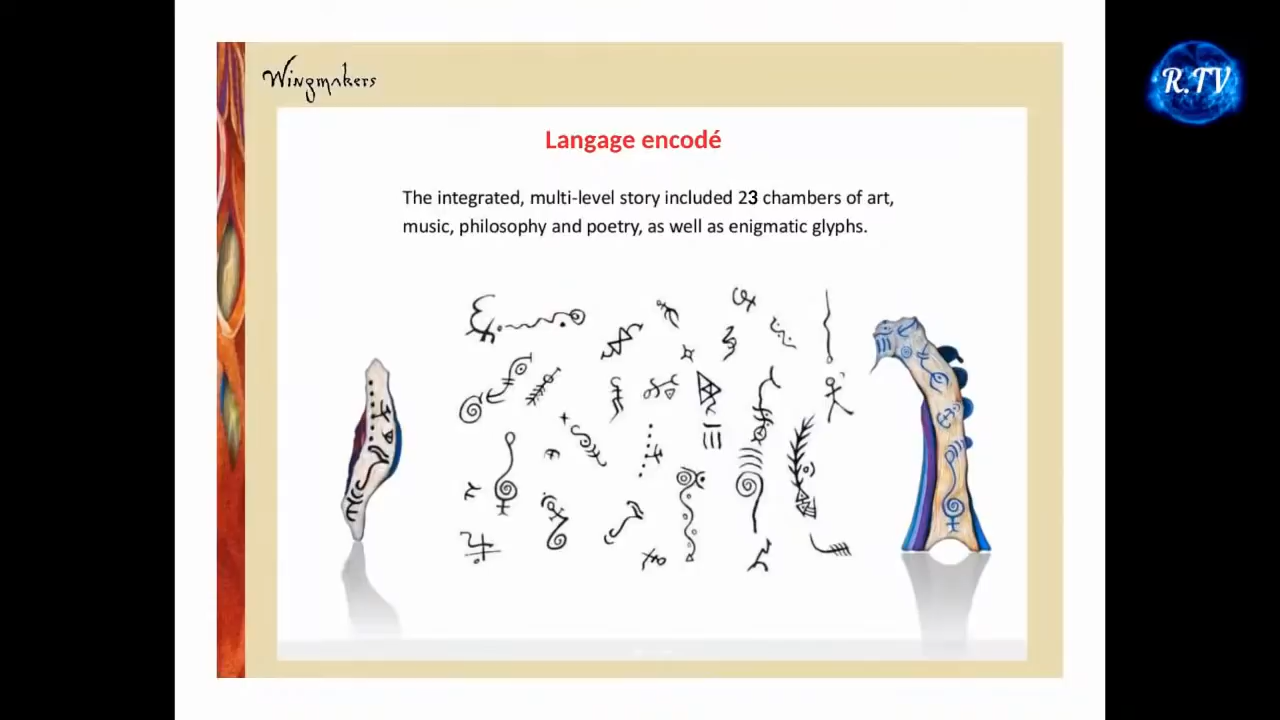 Wingmakers
R.TV
Langage encodé
The integrated, multi-level story included 23 chambers of art,
music, philosophy and poetry, as well as enigmatic glyphs.